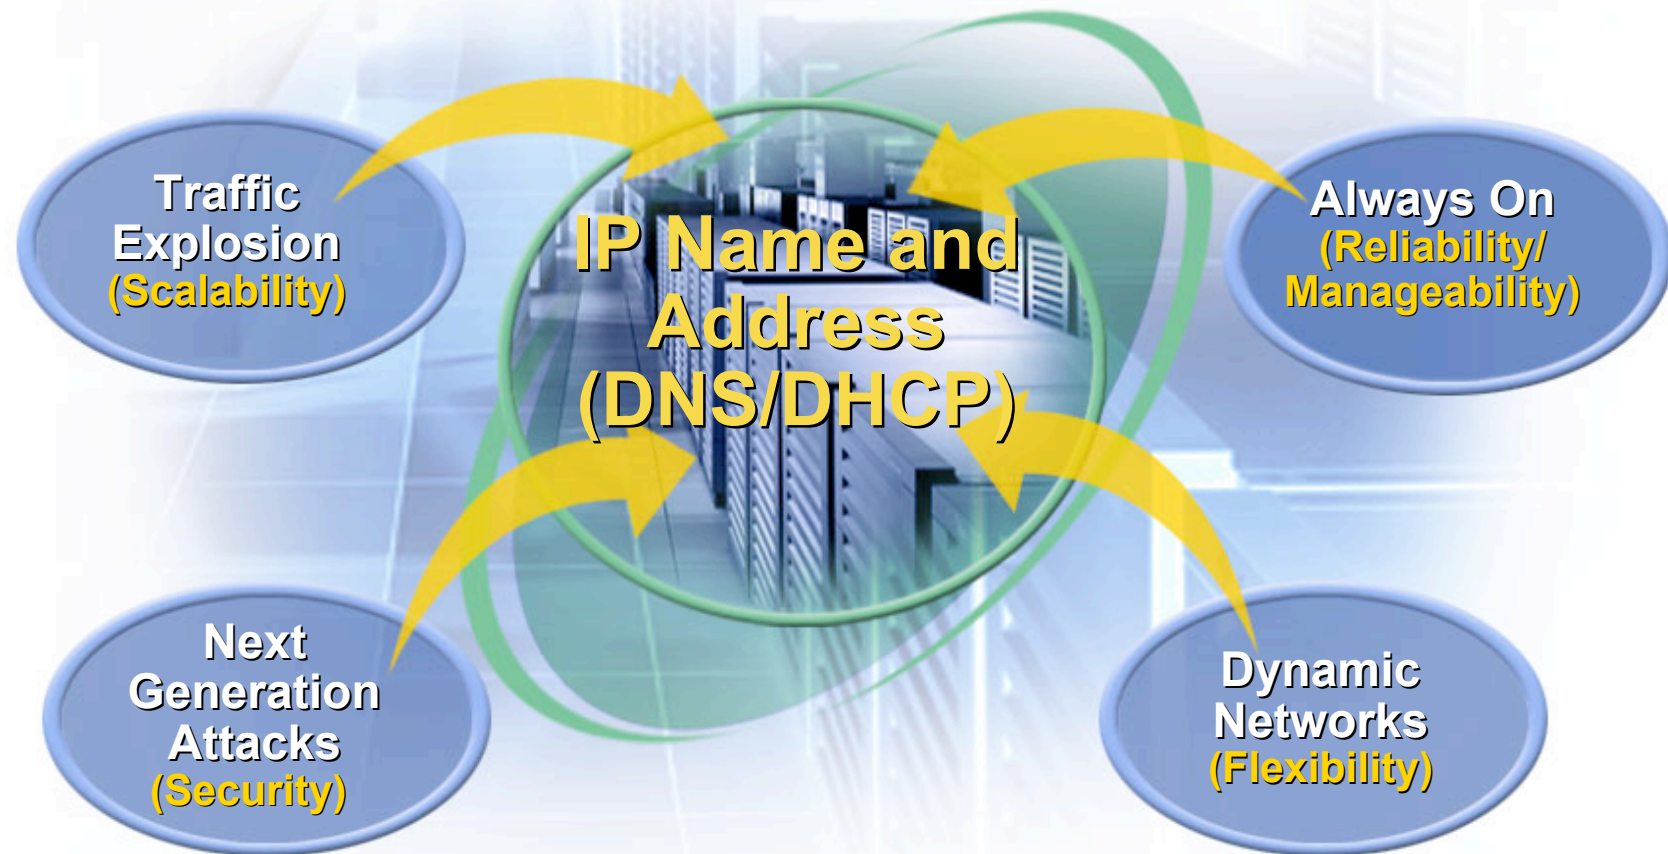 Traffic
Explosion
(Scalability)
IP Name and
Address
(DNS/DHCP)
Always On
(Reliability/
Manageability)
Next
Generation
Attacks
(Security)
Dynamic
Networks
(Flexibility)